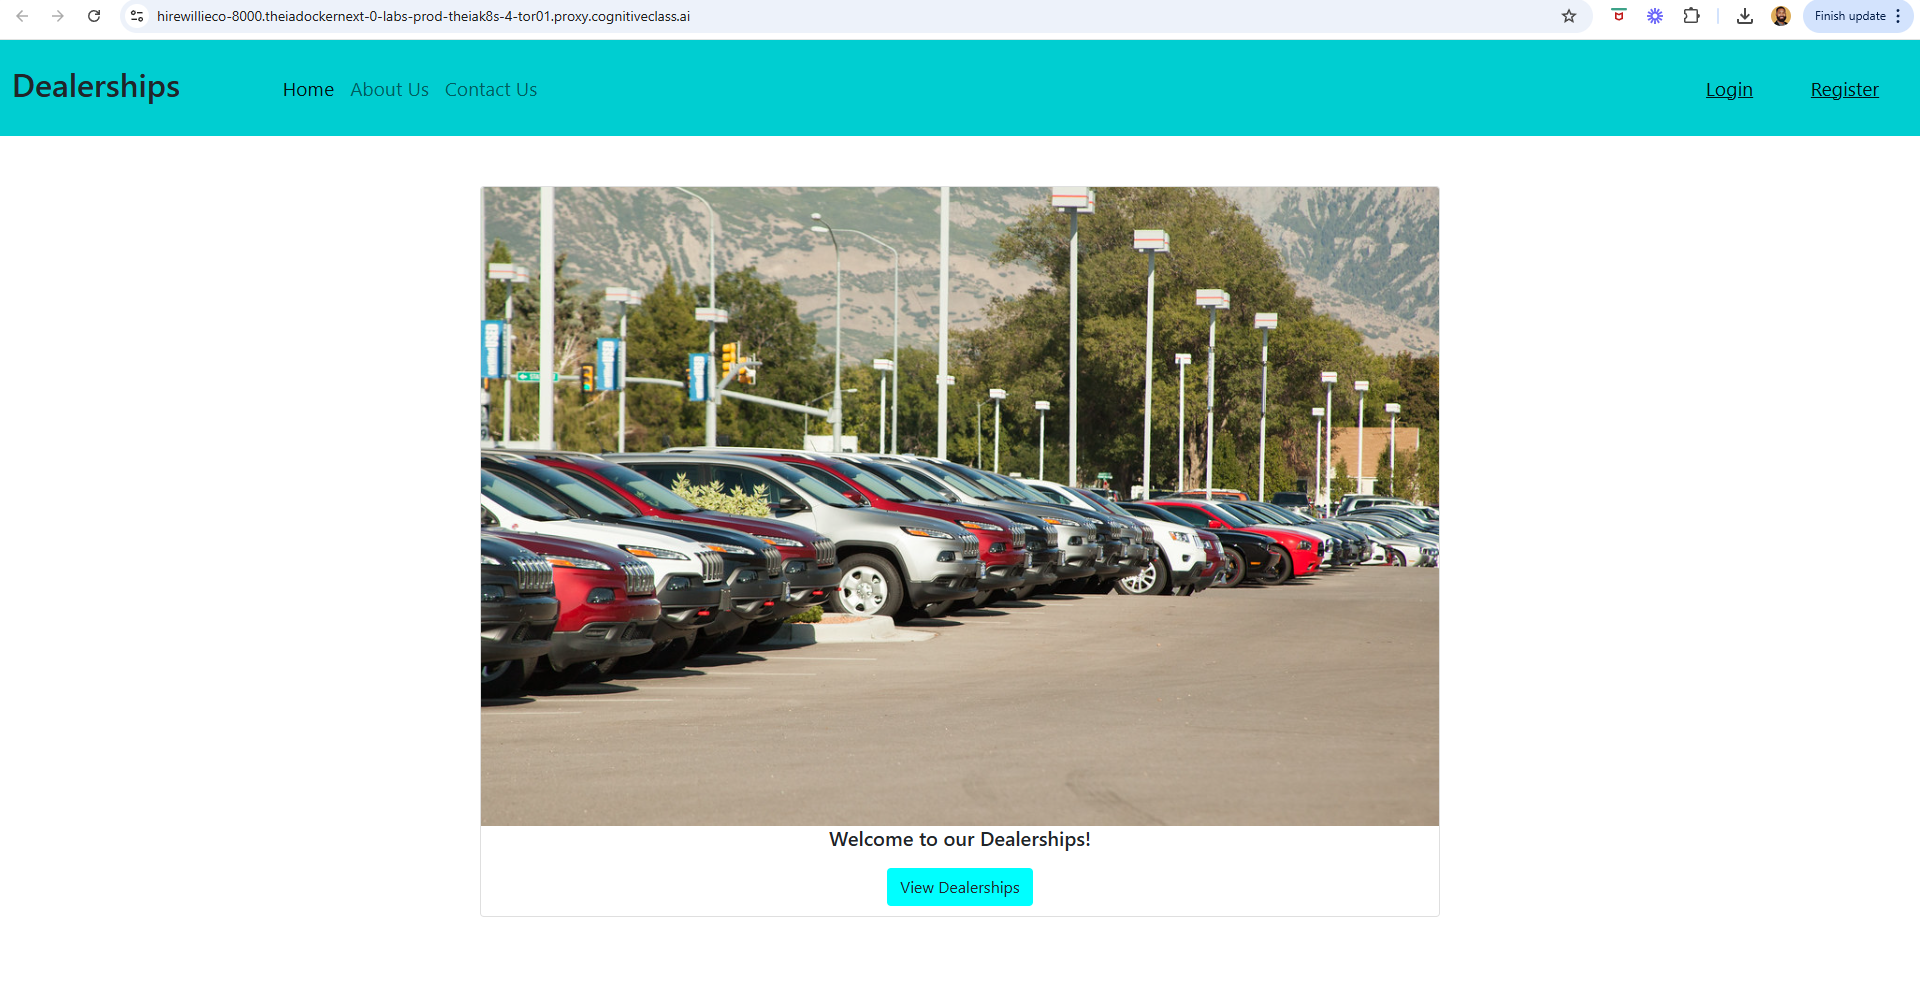 hirewillieco-8000.theiadockernext-0-labs-prod-theiak8s-4-tor01.proxy.cognitiveclass.ai
Finish update
Dealerships
Home About Us Contact Us
Login Register
Welcome to our Dealerships!
View Dealerships